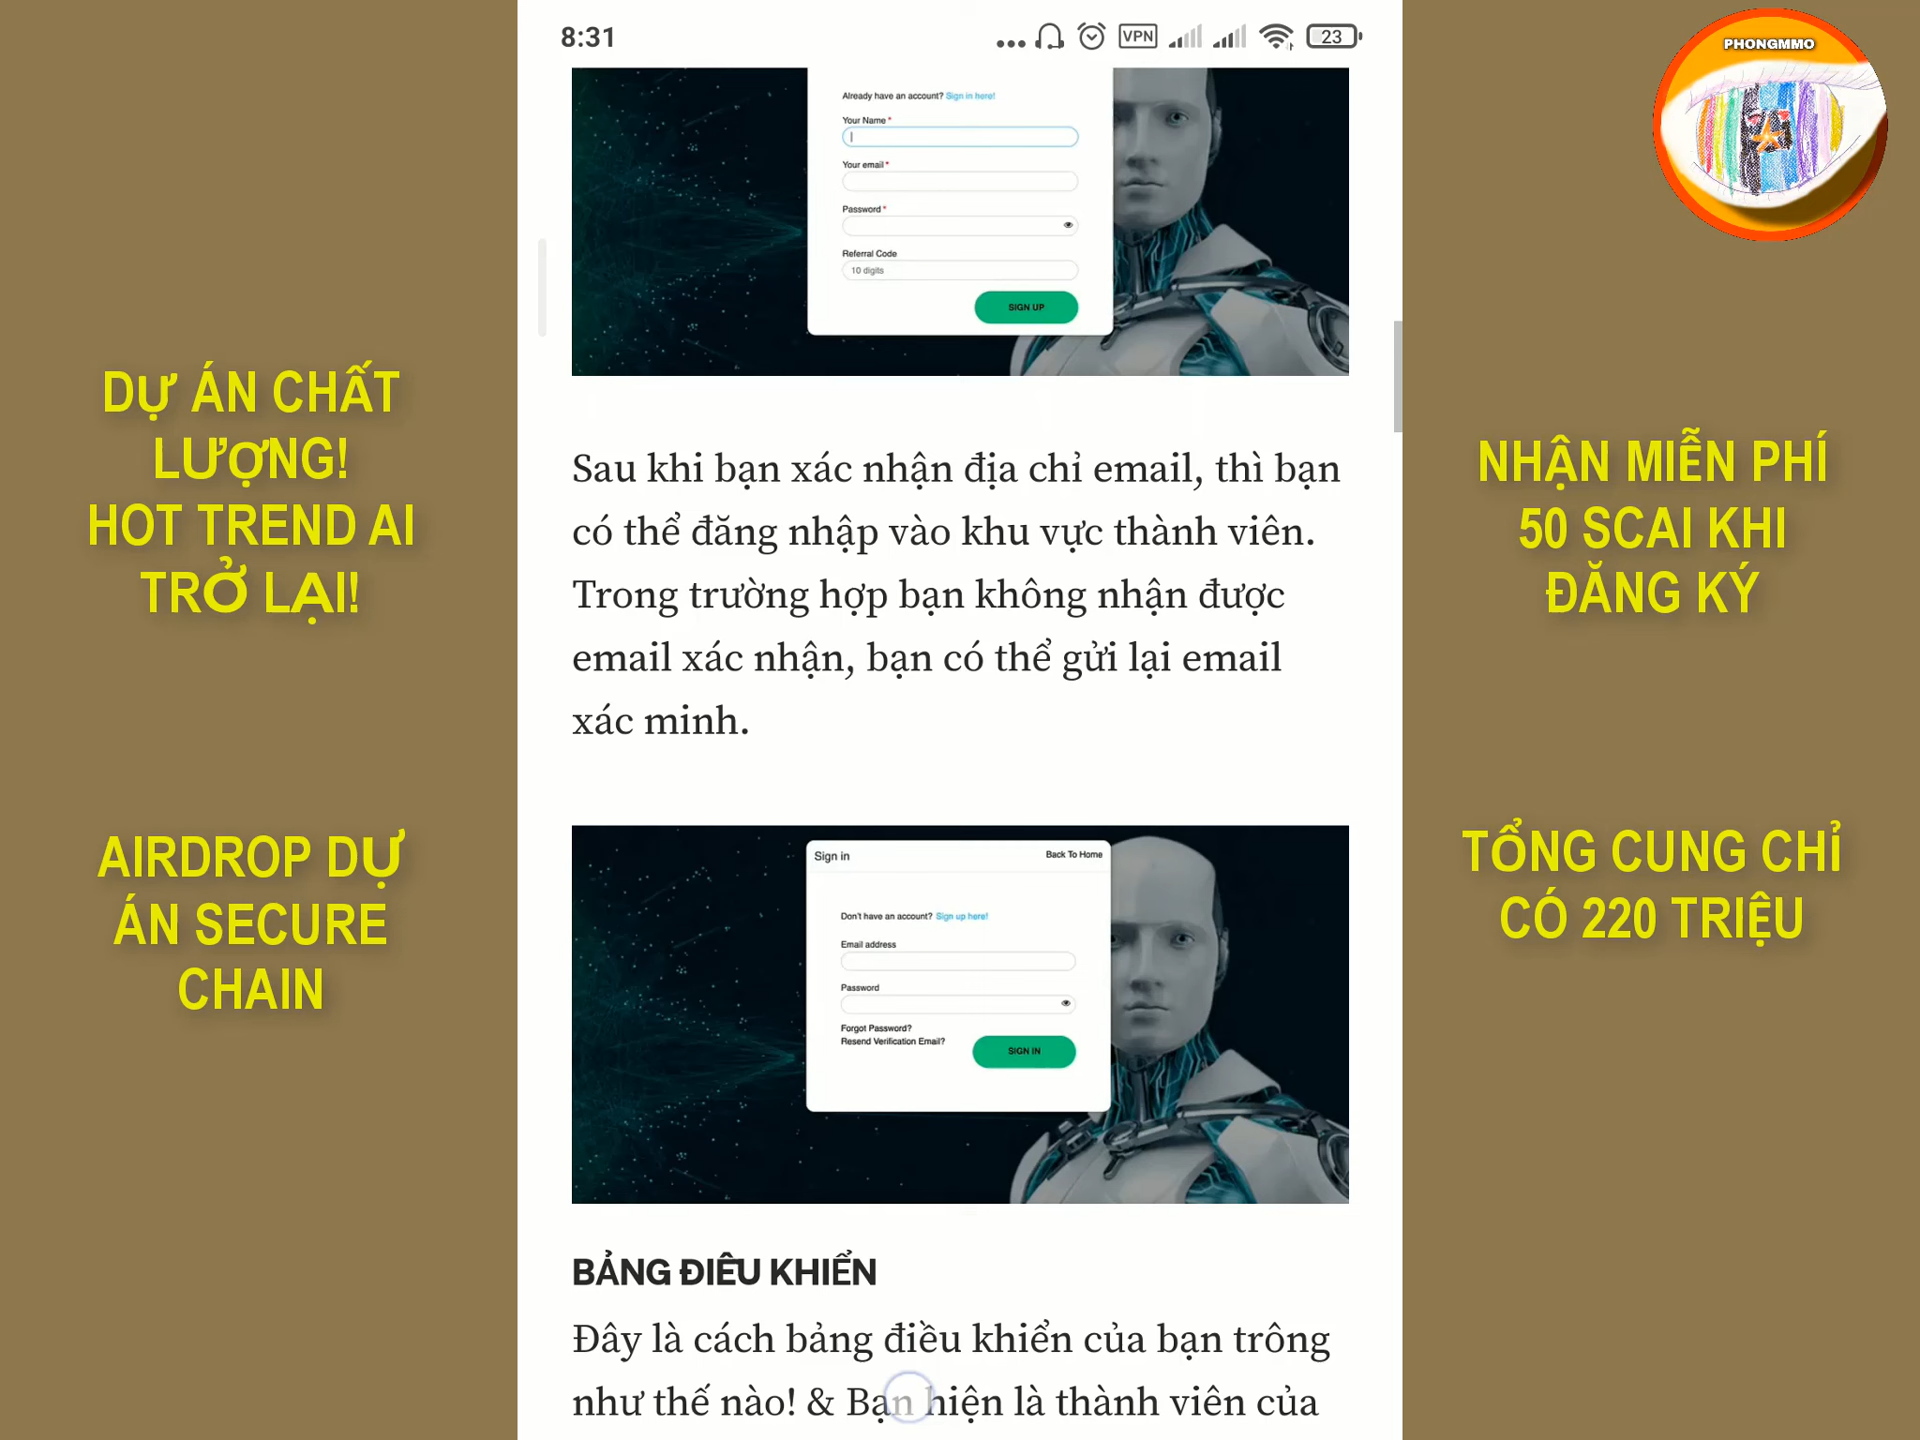 8:31
VPN
23
PHONGMMO
Already have an account? Sign in here!
Your Name *
Your email *
Password *
Referral Code
10 digits
SIGN UP
DỰ ÁN CHẤT
LƯỢNG!
HOT TREND AI
TRỞ LẠI!
NHẬN MIỄN PHÍ
50 SCAI KHI
ĐĂNG KÝ
Sau khi bạn xác nhận địa chỉ email, thì bạn
có thể đăng nhập vào khu vực thành viên.
Trong trường hợp bạn không nhận được
email xác nhận, bạn có thể gửi lại email
xác minh.
AIRDROP DỰ
ÁN SECURE
CHAIN
TỔNG CUNG CHỈ
CÓ 220 TRIỆU
Sign in
Back To Home
Don't have an account? Sign up here!
Email address
Password
Forgot Password?
Resend Verification Email?
SIGN IN
BẢNG ĐIÊU KHIỂN
Đây là cách bảng điều khiển của bạn trông
như thế nào! & Bạn hiện là thành viên của